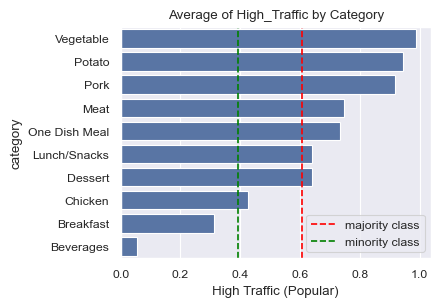 Average of High_Traffic by Category
category
Vegetable
Potato
Pork
Meat
One Dish Meal
Lunch/Snacks
Dessert
Chicken
Breakfast
Beverages
majority class
minority class
0.0 0.2 0.4 0.6 0.8 1.0
High Traffic (Popular)